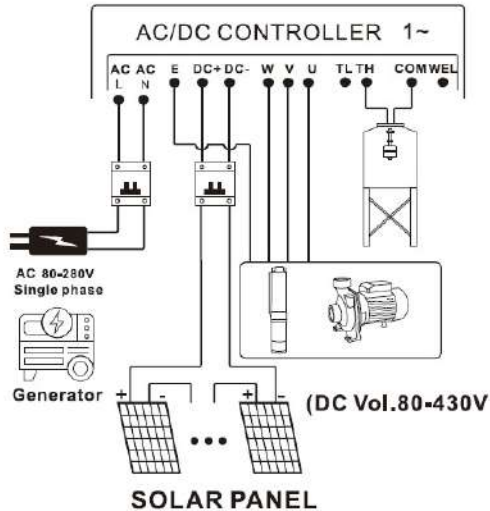 AC/DC CONTROLLER 1~
AC AC E DC+ DC- W V U TL TH COM WEL
L N
AC 80-280V
Single phase
Generator
+ - + -
(DC Vol.80-430V
SOLAR PANEL